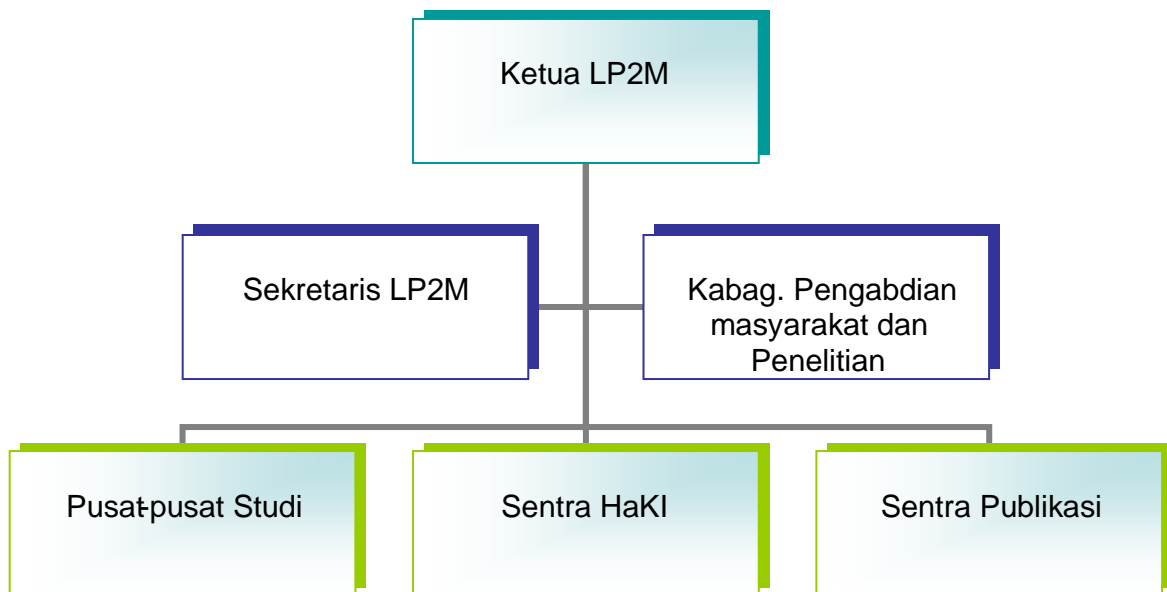 Ketua LP2M
Sekretaris LP2M
Kabag. Pengabdian
masyarakat dan
Penelitian
Pusat-pusat Studi
Sentra HaKI
Sentra Publikasi